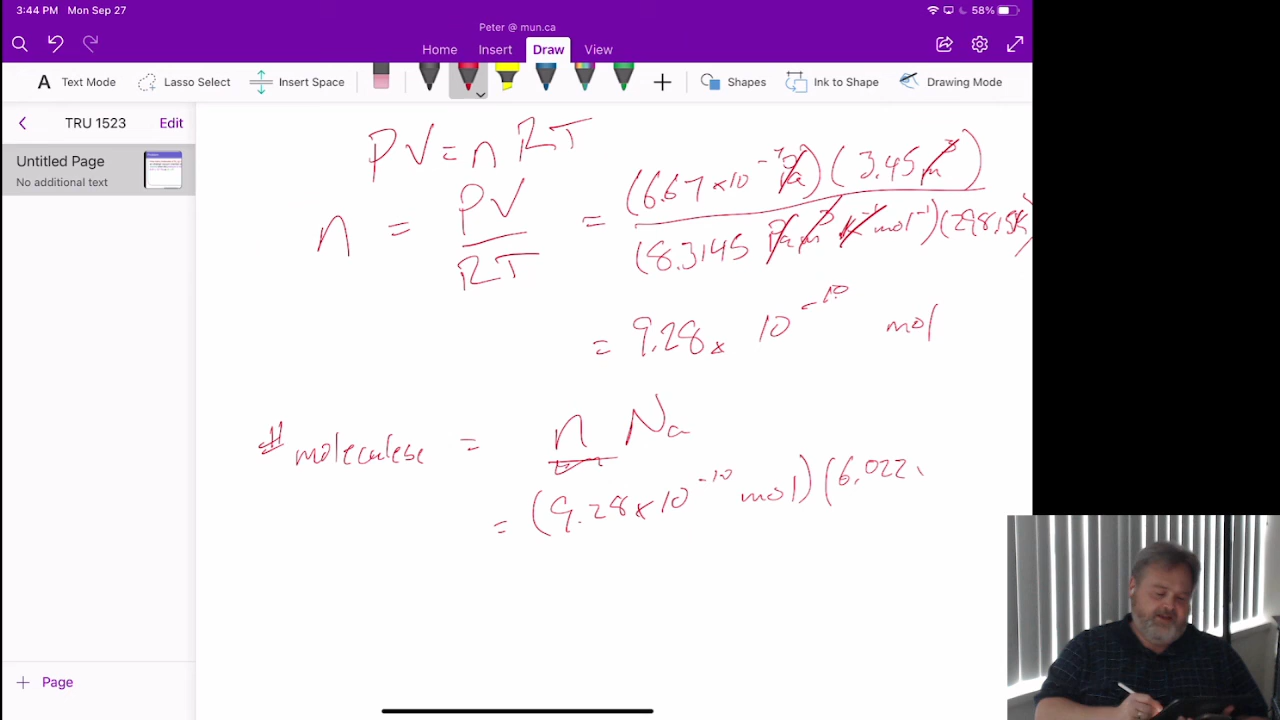 3:44 PM Mon Sep 27
58%
Peter @ mun.ca
Home Insert Draw View
A Text Mode
Lasso Select
Insert Space
Shapes
Ink to Shape
Drawing Mode
TRU 1523
Edit
Untitled Page
No additional text
Page
PV = nRT
n = PV / RT = (6.67 × 10⁻⁷ Pa)(3.45 m³) / (8.3145 Pa m³ K⁻¹ mol⁻¹)(298.15K)
= 9.28 × 10⁻¹⁰ mol
# molecules = n Na
= (9.28 × 10⁻¹⁰ mol)(6.022